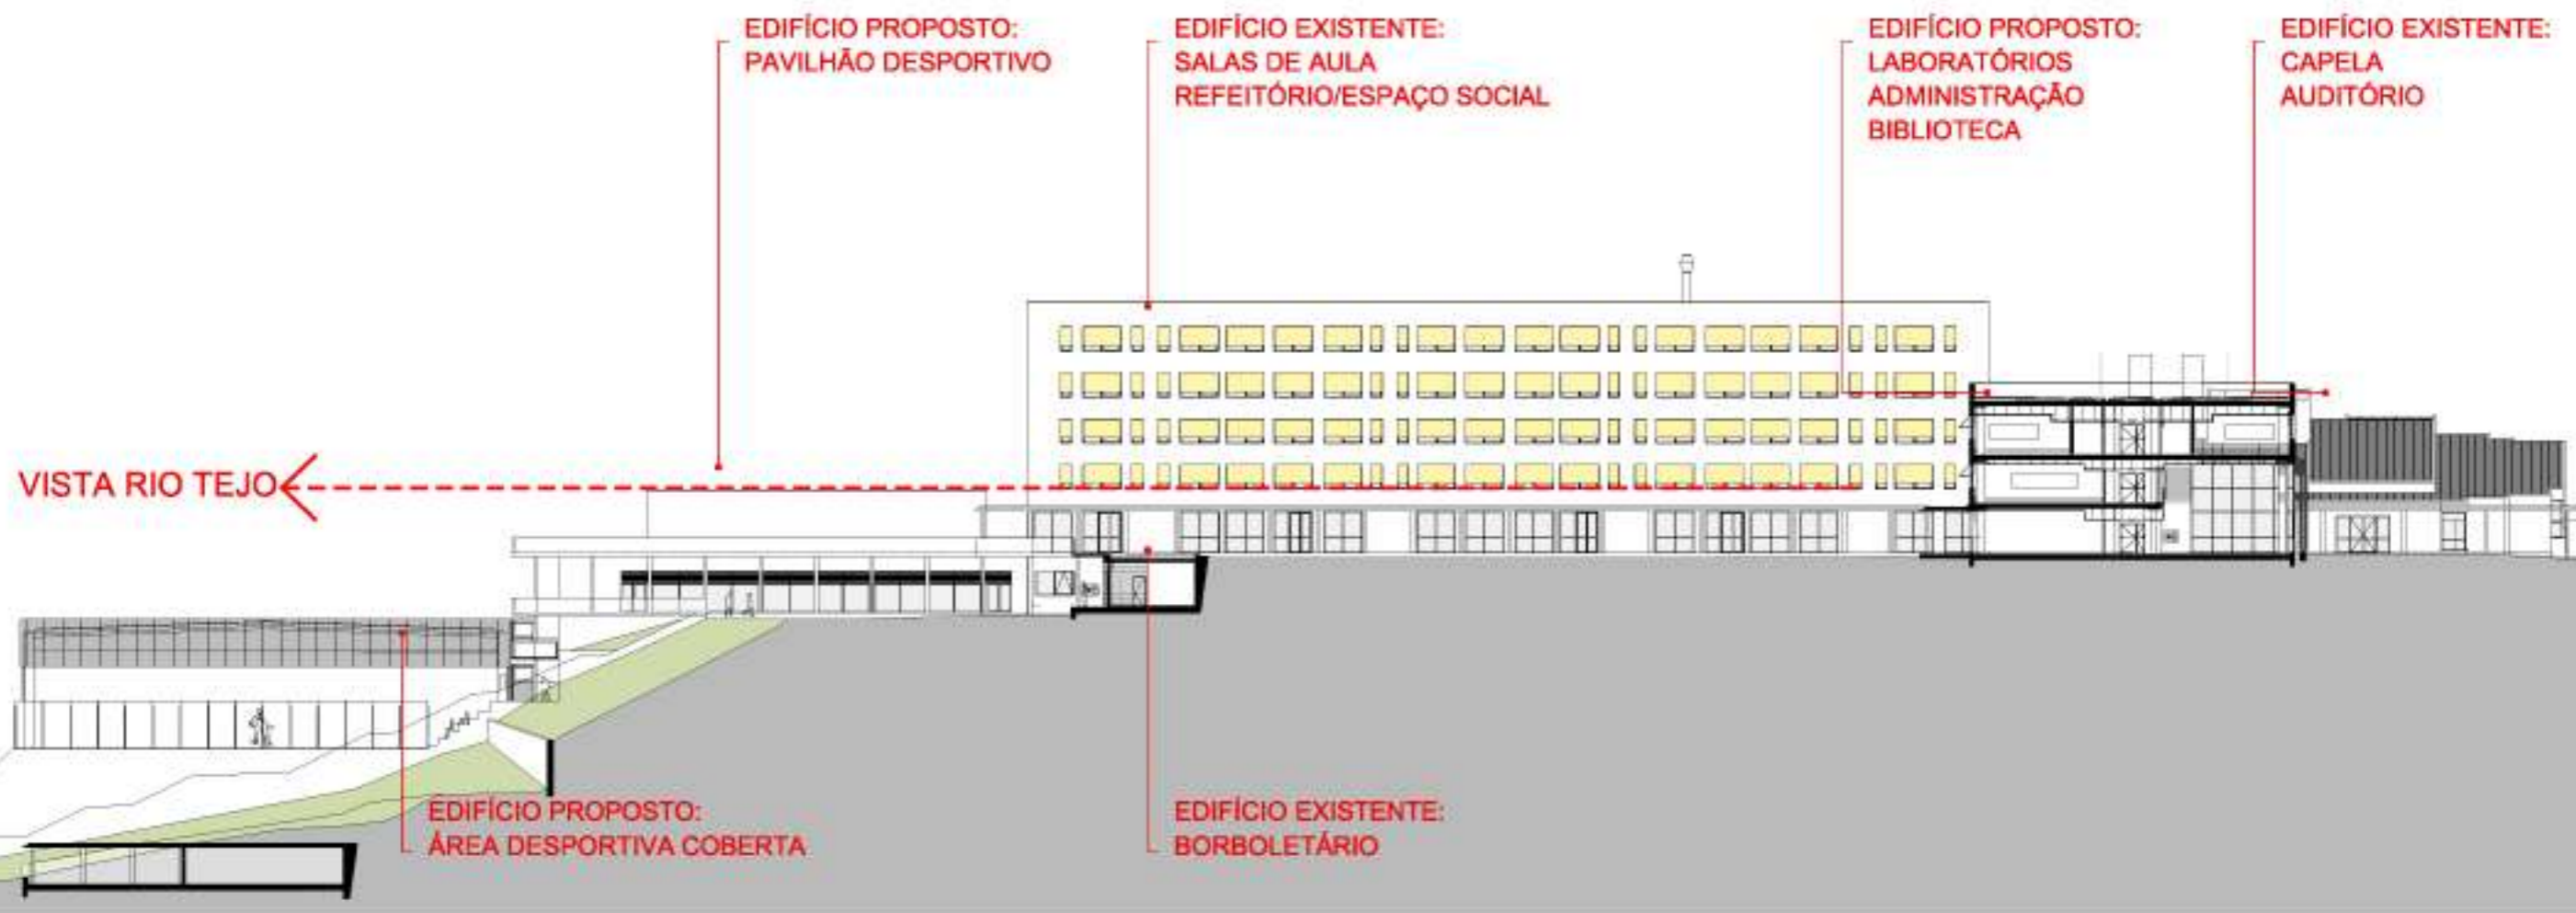 EDIFÍCIO PROPOSTO:
PAVILHÃO DESPORTIVO
EDIFÍCIO EXISTENTE:
SALAS DE AULA
REFEITÓRIO/ESPAÇO SOCIAL
EDIFÍCIO PROPOSTO:
LABORATÓRIOS
ADMINISTRAÇÃO
BIBLIOTECA
EDIFÍCIO EXISTENTE:
CAPELA
AUDITÓRIO
VISTA RIO TEJO
EDIFÍCIO PROPOSTO:
ÁREA DESPORTIVA COBERTA
EDIFÍCIO EXISTENTE:
BORBOLETÁRIO